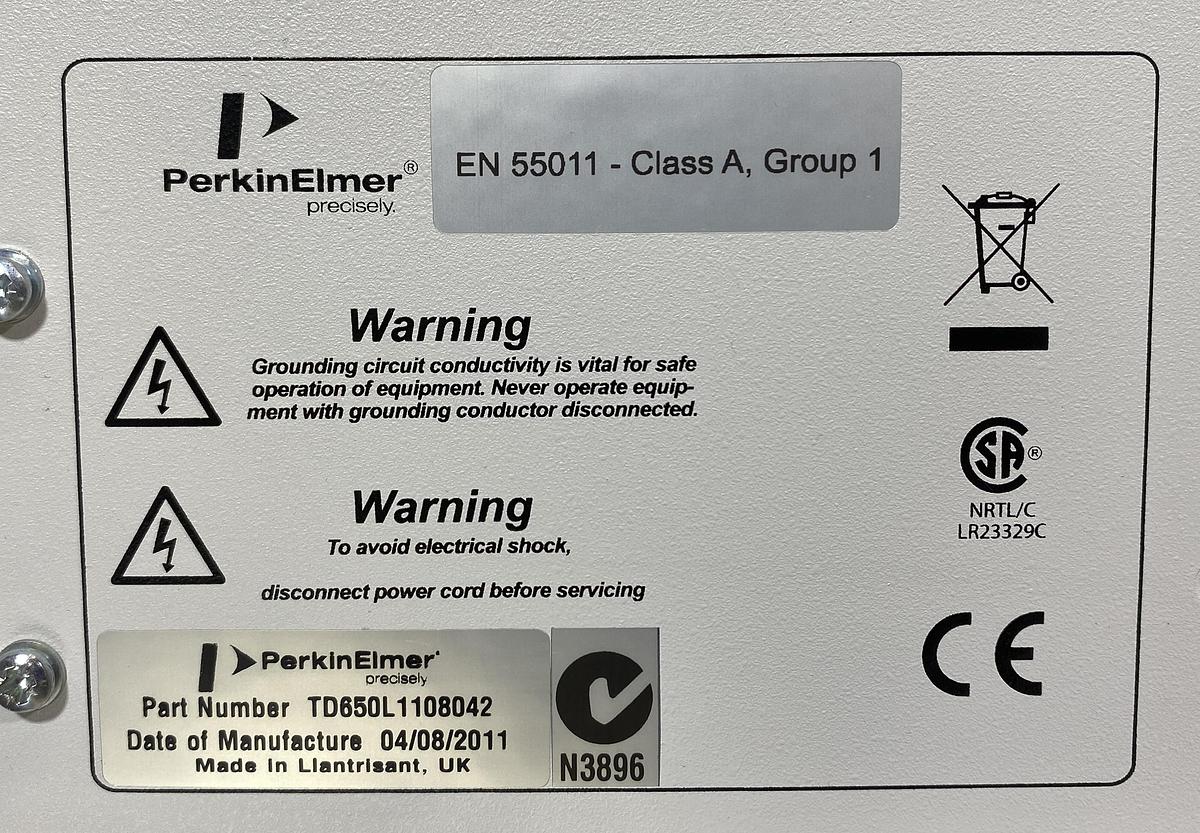 PerkinElmer®
precisely.
EN 55011 - Class A, Group 1
Warning
Grounding circuit conductivity is vital for safe
operation of equipment. Never operate equip-
ment with grounding conductor disconnected.
Warning
To avoid electrical shock,
disconnect power cord before servicing
SA®
NRTL/C
LR23329C
CE
PerkinElmer
precisely
Part Number TD650L1108042
Date of Manufacture 04/08/2011
Made in Llantrisant, UK
N3896